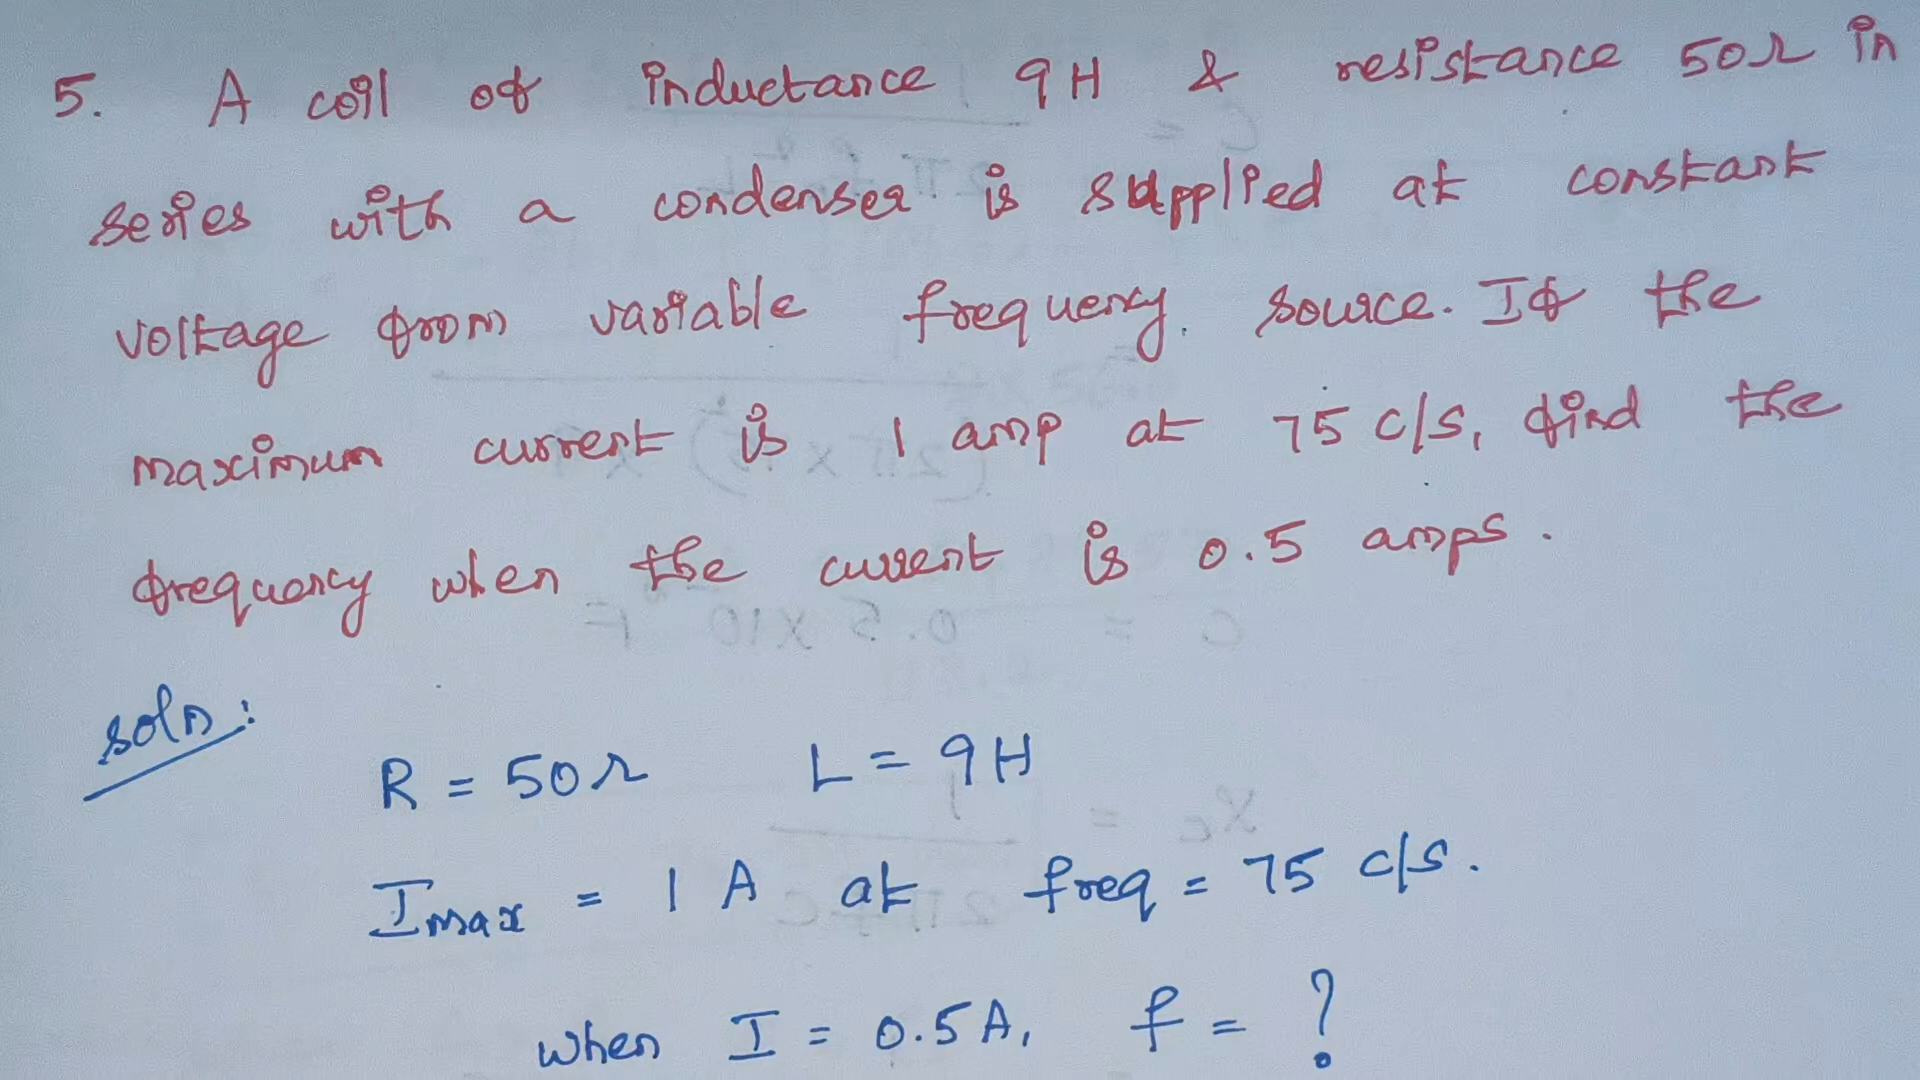 5. A coil of inductance 9H & resistance 50Ω in
series with a condenser is supplied at constant
voltage from variable frequency source. If the
maximum current is 1 amp at 75 c/s, find the
frequency when the current is 0.5 amps.
soln:
R = 50Ω L = 9H
Imax = 1 A at freq = 75 c/s.
when I = 0.5A, f = ?